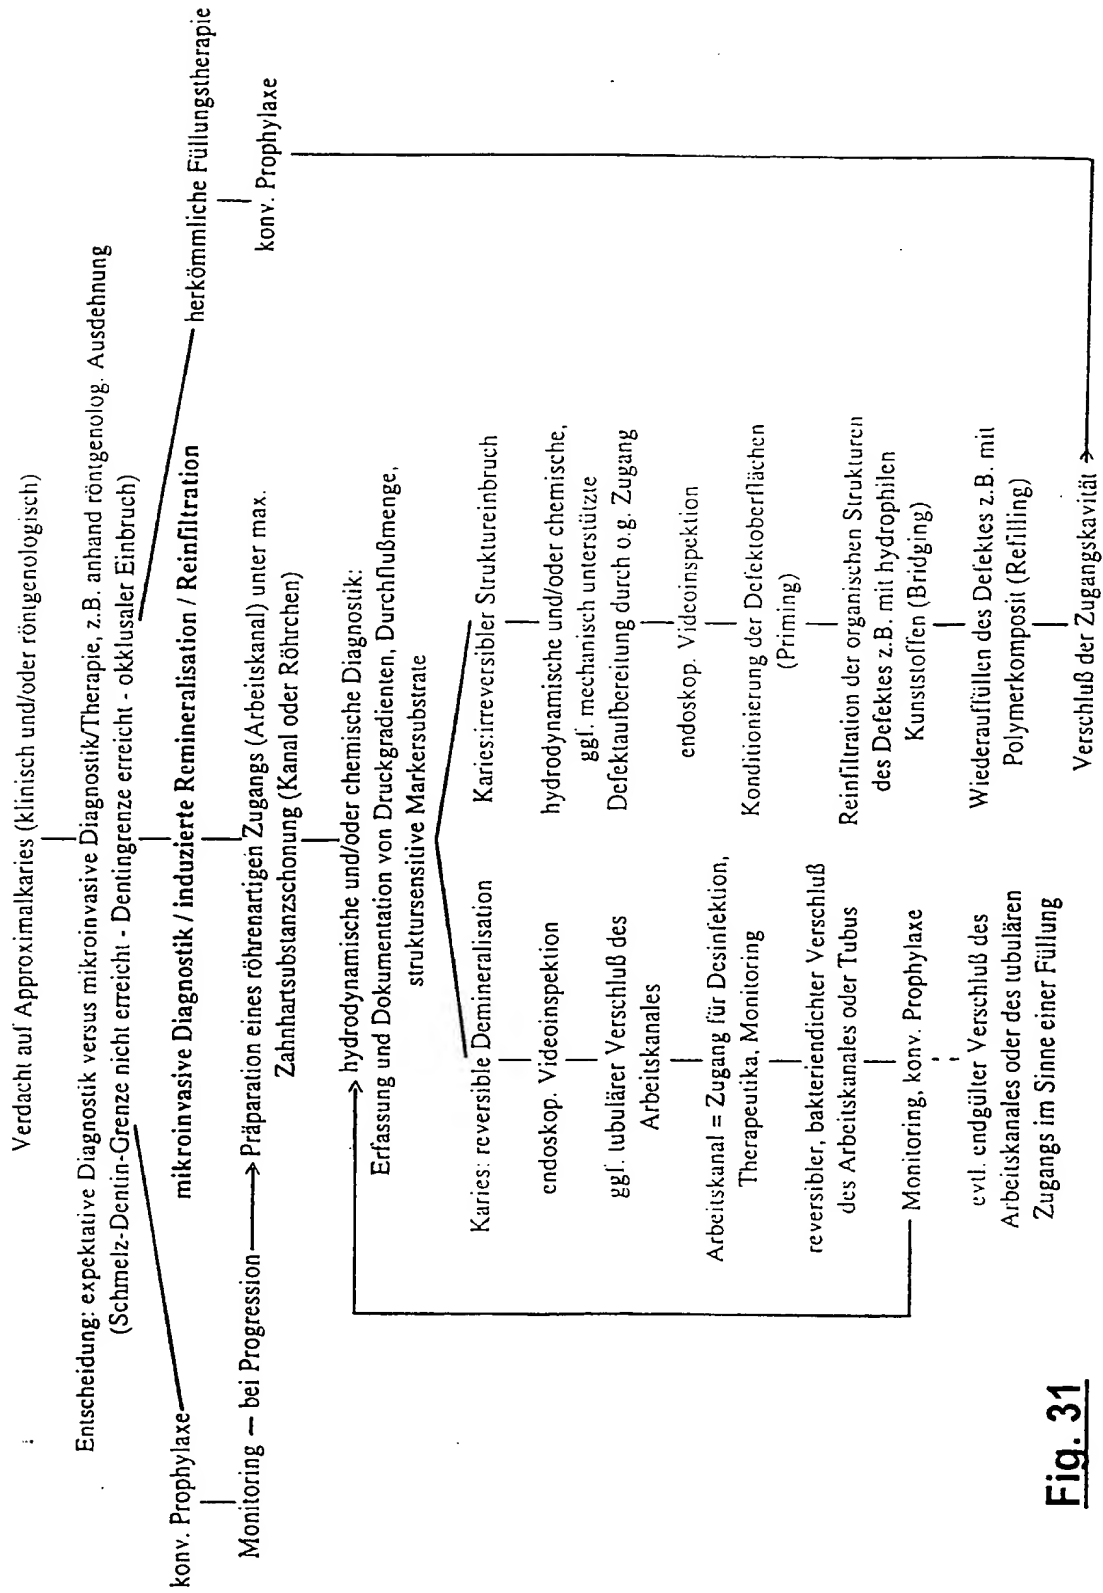 Verdacht auf Approximalkaries (klinisch und/oder röntgenologisch)
Entscheidung: expektative Diagnostik versus mikroinvasive Diagnostik/Therapie, z.B. anhand röntgenolog. Ausdehnung
(Schmelz-Dentin-Grenze nicht erreicht - Dentingrenze erreicht - okklusaler Einbruch)
konv. Prophylaxe
mikroinvasive Diagnostik / induzierte Remineralisation / Reinfiltration
herkömmliche Füllungstherapie
Monitoring — bei Progression → Präparation eines röhrenartigen Zugangs (Arbeitskanal) unter max.
Zahnhartsubstanzschonung (Kanal oder Röhrchen)
konv. Prophylaxe
hydrodynamische und/oder chemische Diagnostik:
Erfassung und Dokumentation von Druckgradienten, Durchflußmenge,
struktursensitive Markersubstrate
Karies: reversible Demineralisation
endoskop. Videoinspektion
ggf. tubulärer Verschluß des
Arbeitskanales
Arbeitskanal = Zugang für Desinfektion,
Therapeutika, Monitoring
reversibler, bakteriendichter Verschluß
des Arbeitskanales oder Tubus
Monitoring, konv. Prophylaxe
evtl. endgülter Verschluß des
Arbeitskanales oder des tubulären
Zugangs im Sinne einer Füllung
Karies:irreversibler Struktureinbruch
hydrodynamische und/oder chemische,
ggf. mechanisch unterstützte
Defektaufbereitung durch o.g. Zugang
endoskop. Videoinspektion
Konditionierung der Defektoberflächen
(Priming)
Reinfiltration der organischen Strukturen
des Defektes z.B. mit hydrophilen
Kunststoffen (Bridging)
Wiederauffüllen des Defektes z.B. mit
Polymerkomposit (Refilling)
Verschluß der Zugangskavität
Fig. 31